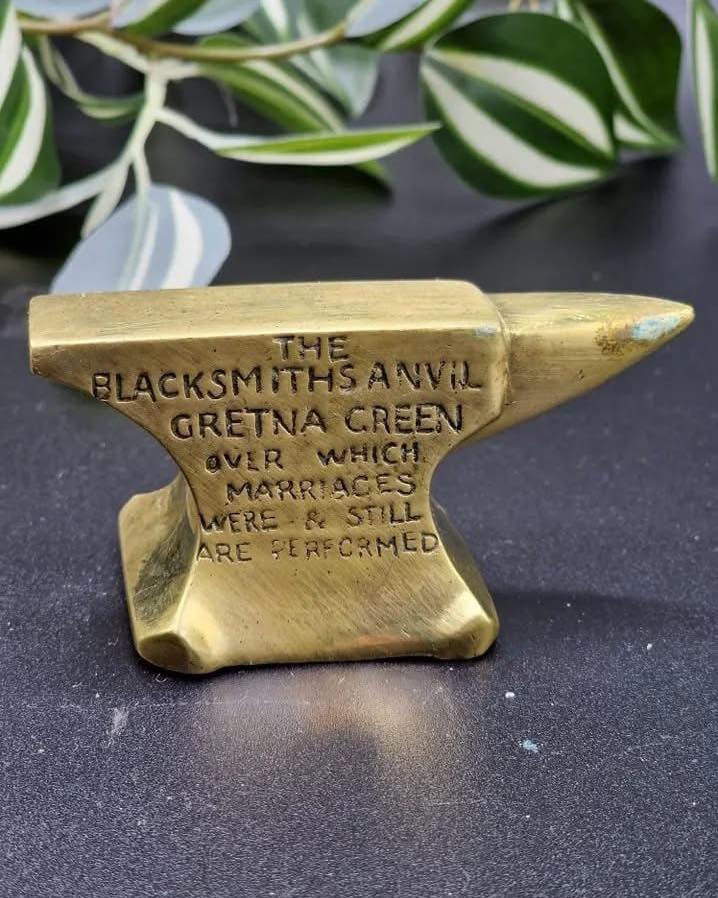 THE
BLACKSMITHS ANVIL
GRETNA GREEN
OVER WHICH
MARRIAGES
WERE & STILL
ARE PERFORMED